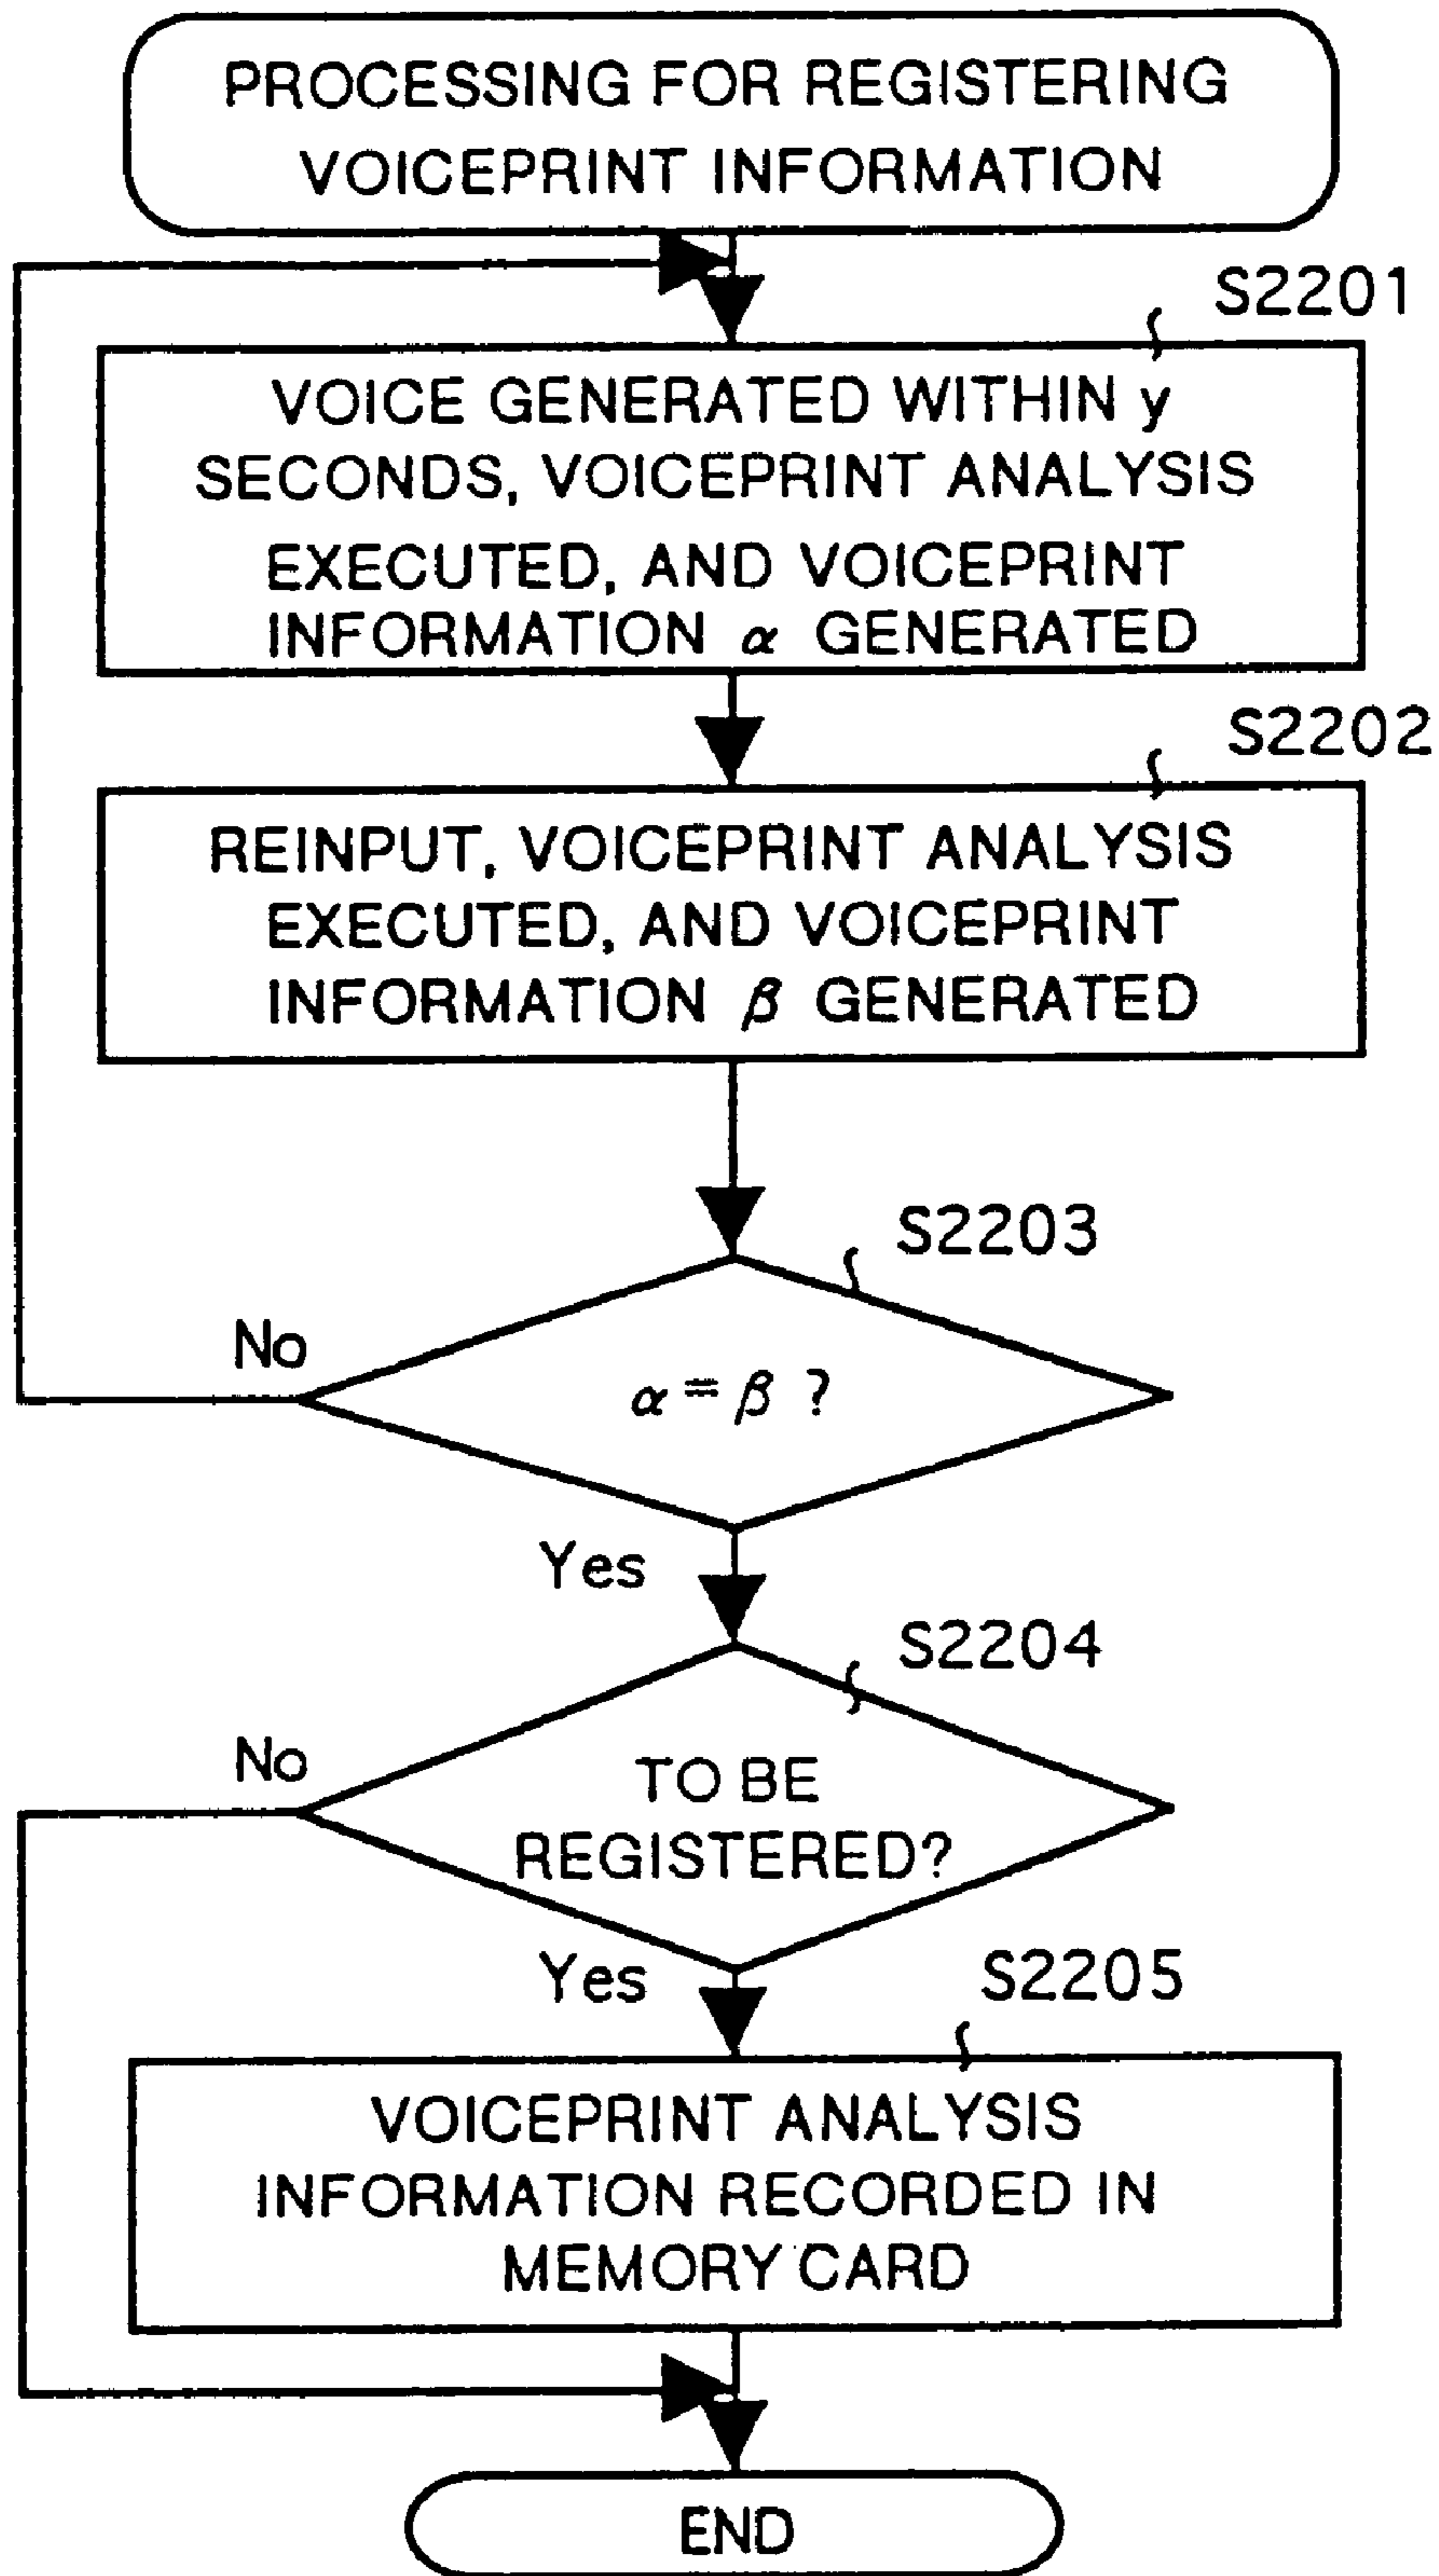 PROCESSING FOR REGISTERING
VOICEPRINT INFORMATION
S2201
VOICE GENERATED WITHIN y
SECONDS, VOICEPRINT ANALYSIS
EXECUTED, AND VOICEPRINT
INFORMATION α GENERATED
S2202
REINPUT, VOICEPRINT ANALYSIS
EXECUTED, AND VOICEPRINT
INFORMATION β GENERATED
S2203
No
α = β ?
Yes
S2204
No
TO BE
REGISTERED?
Yes
S2205
VOICEPRINT ANALYSIS
INFORMATION RECORDED IN
MEMORY CARD
END